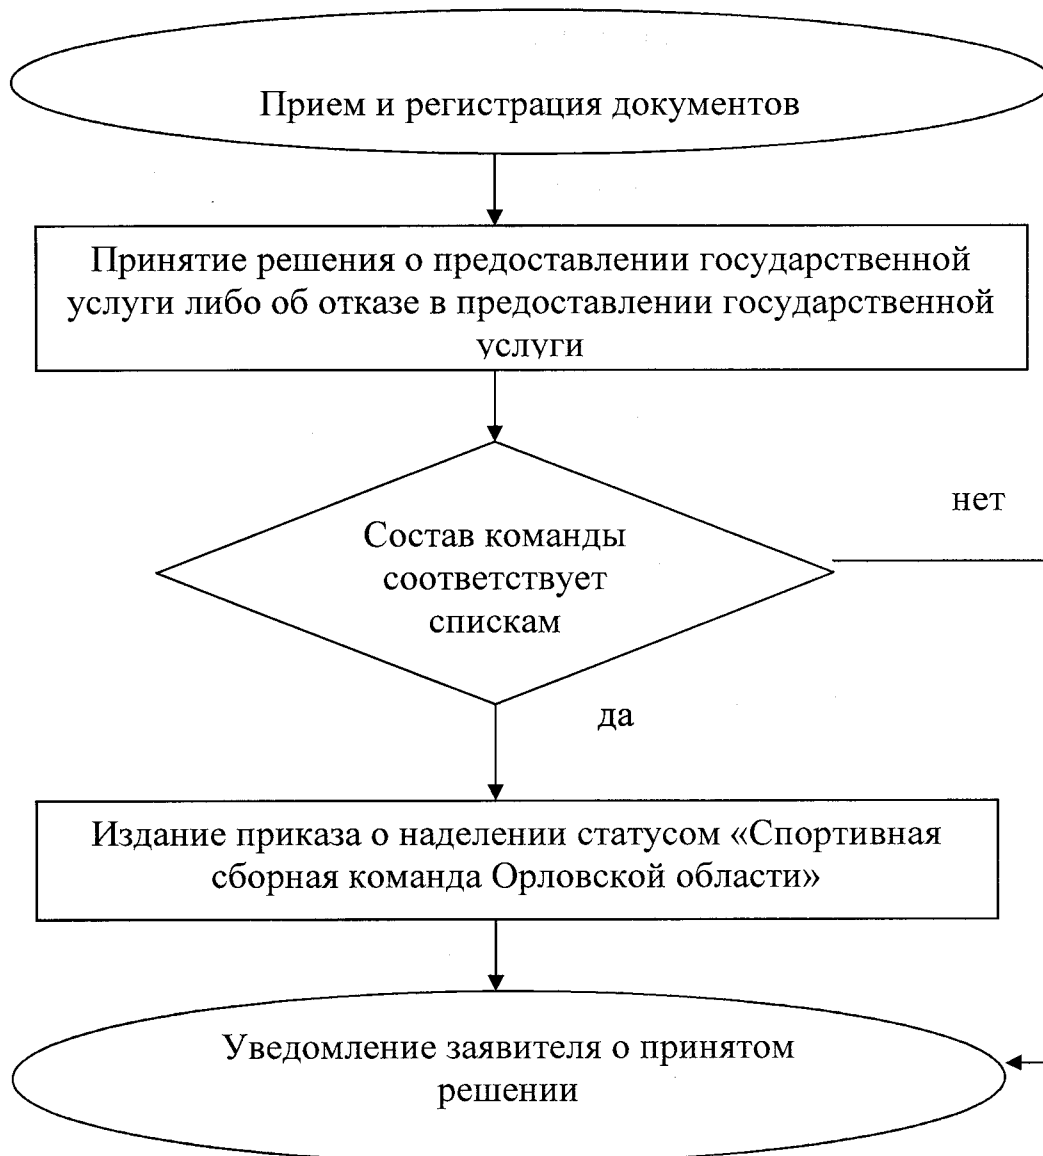 Прием и регистрация документов
Принятие решения о предоставлении государственной
услуги либо об отказе в предоставлении государственной
услуги
нет
Состав команды
соответствует
спискам
да
Издание приказа о наделении статусом «Спортивная
сборная команда Орловской области»
Уведомление заявителя о принятом
решении